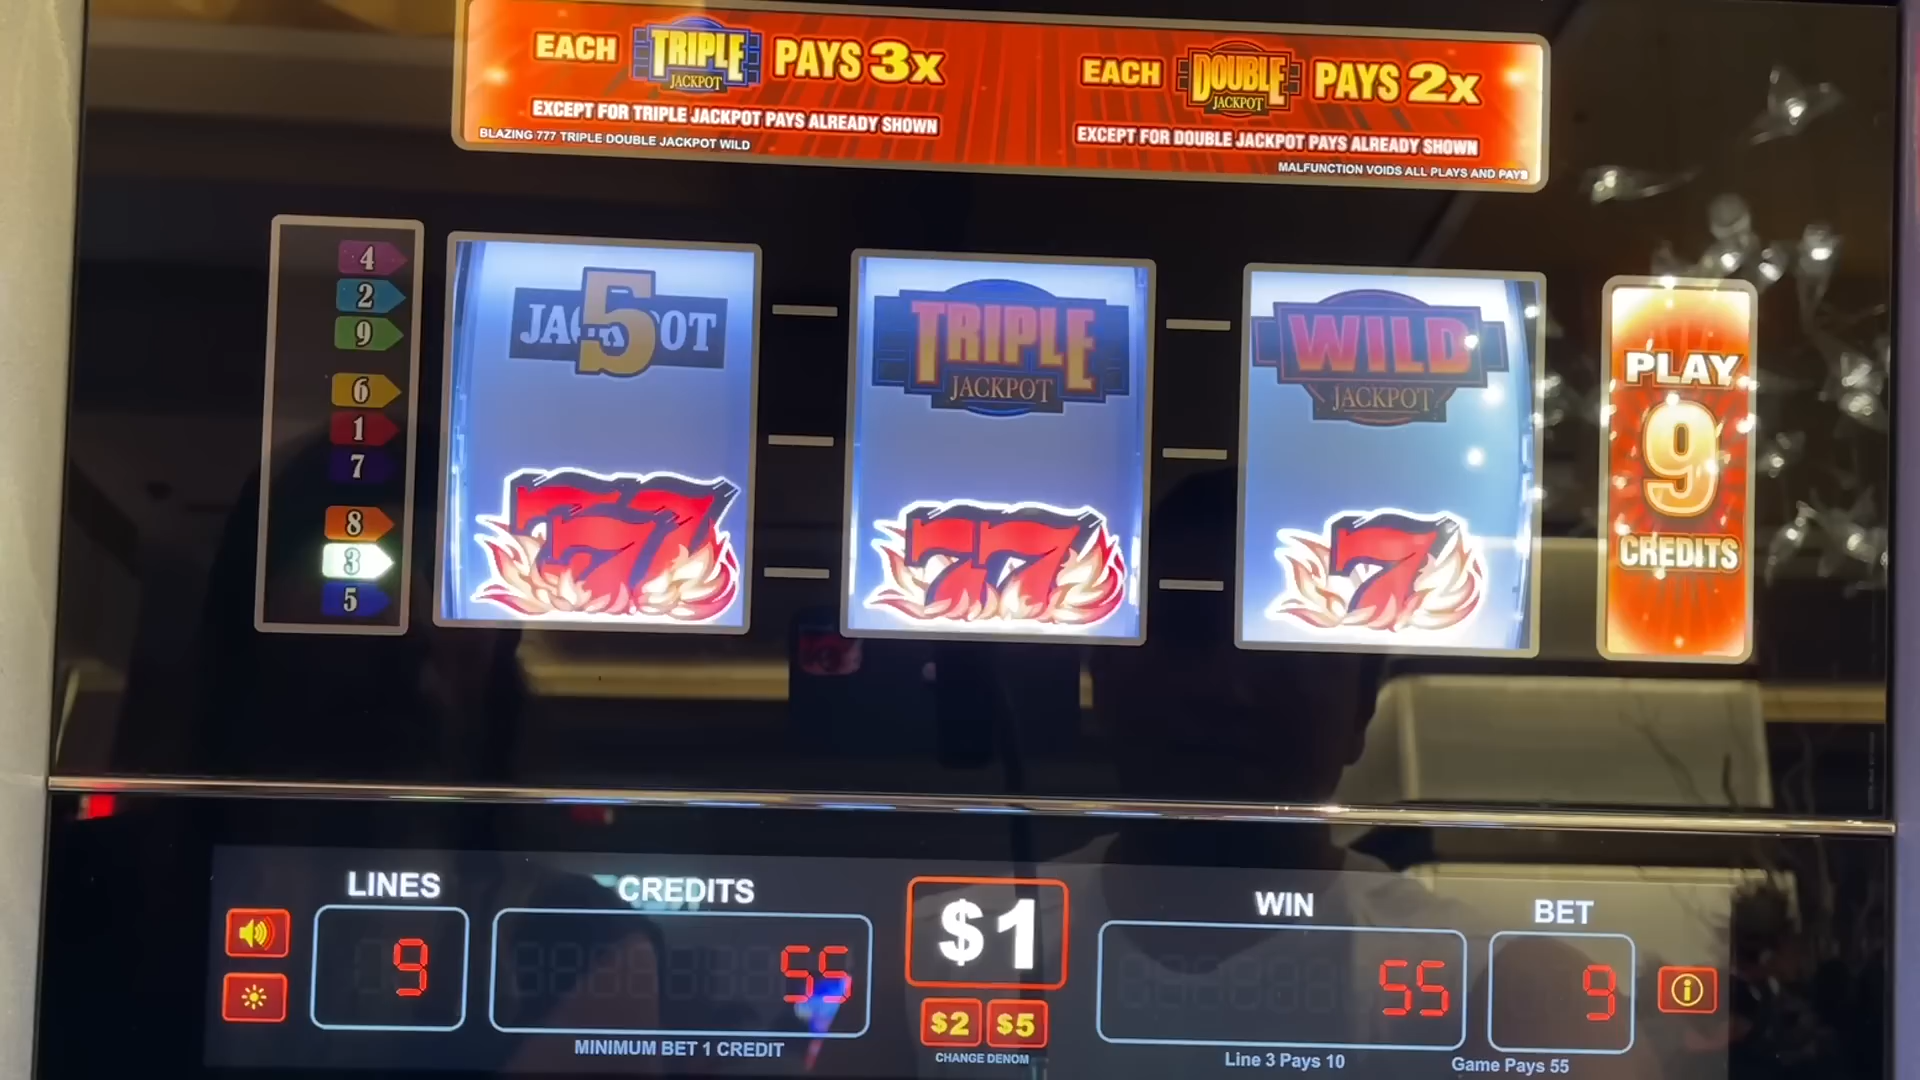 EACH TRIPLE JACKPOT PAYS 3x
EXCEPT FOR TRIPLE JACKPOT PAYS ALREADY SHOWN
BLAZING 777 TRIPLE DOUBLE JACKPOT WILD
EACH DOUBLE JACKPOT PAYS 2x
EXCEPT FOR DOUBLE JACKPOT PAYS ALREADY SHOWN
MALFUNCTION VOIDS ALL PLAYS AND PAYS
4
2
9
6
1
7
8
3
5
5
JACKPOT
TRIPLE
JACKPOT
WILD
JACKPOT
777
77
7
PLAY
9
CREDITS
LINES
9
CREDITS
55
MINIMUM BET 1 CREDIT
$1
$2 $5
CHANGE DENOM
WIN
55
Line 3 Pays 10
BET
9
Game Pays 55